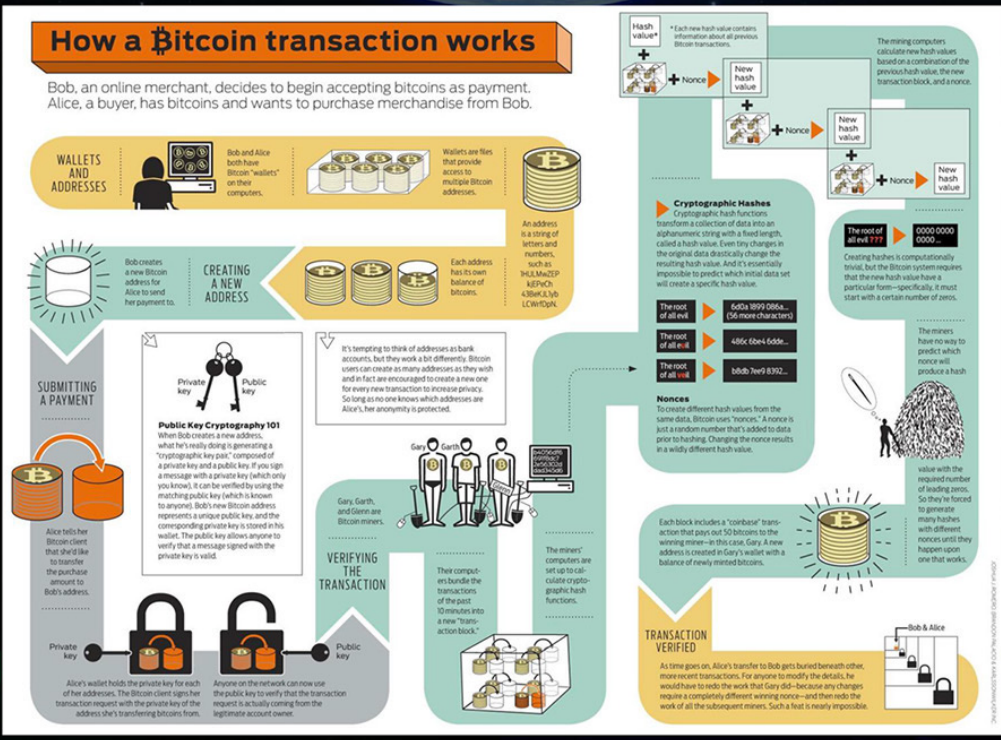 How a Bitcoin transaction works
Bob, an online merchant, decides to begin accepting bitcoins as payment.
Alice, a buyer, has bitcoins and wants to purchase merchandise from Bob.
WALLETS
AND
ADDRESSES
Bob and Alice
both have
Bitcoin "wallets"
on their
computers.
Wallets are files
that provide
access to
multiple Bitcoin
addresses.
An address
is a string of
letters and
numbers,
such as
Each address
has its own
balance of
bitcoins.
CREATING
A NEW
ADDRESS
Bob creates
a new Bitcoin
address for
Alice to send
her payment to.
SUBMITTING
A PAYMENT
Alice tells her
Bitcoin client
that she'd like
to transfer
the purchase
amount to
Bob's address.
Private
key
Public
key
Public Key Cryptography 101
When Bob creates a new address,
what he's really doing is generating a
"cryptographic key pair," composed of
a private key and a public key. If you sign
a message with a private key (which only
you know), it can be verified by using the
matching public key (which is known
to anyone). Bob's new Bitcoin address
represents a unique public key, and the
corresponding private key is stored in his
wallet. The public key allows anyone to
verify that a message signed with the
private key is valid.
It's tempting to think of addresses as bank
accounts, but they work a bit differently. Bitcoin
users can create as many addresses as they wish
and in fact are encouraged to create a new one
for every new transaction to increase privacy.
So long as no one knows which addresses are
Alice's, her anonymity is protected.
Private
key
Public
key
Alice's wallet holds the private key for each
of her addresses. The Bitcoin client signs her
transaction request with the private key of the
address she's transferring bitcoins from.
Anyone on the network can now use
the public key to verify that the transaction
request is actually coming from the
legitimate account owner.
VERIFYING
THE
TRANSACTION
Gary Garth
Glenn
Gary, Garth,
and Glenn are
Bitcoin miners.
Their comput-
ers bundle the
transactions
of the past
10 minutes into
a new "trans-
action block."
The miners'
computers are
set up to cal-
culate crypto-
graphic hash
functions.
Cryptographic Hashes
Cryptographic hash functions
transform a collection of data into an
alphanumeric string with a fixed length,
called a hash value. Even tiny changes in
the original data drastically change the
resulting hash value. And it's essentially
impossible to predict which initial data set
will create a specific hash value.
The root
of all evil
6d0a 1899 086a...
(56 more characters)
The root
of all evil
486c 6be4 6dde...
The root
of all veil
b8db 7ee9 8392...
Nonces
To create different hash values from the
same data, Bitcoin uses "nonces." A nonce is
just a random number that's added to data
prior to hashing. Changing the nonce results
in a wildly different hash value.
Hash
value*
* Each new hash value contains
information about all previous
Bitcoin transactions.
+
+ Nonce
New
hash
value
+
+ Nonce
New
hash
value
+
+ Nonce
New
hash
value
The mining computers
calculate new hash values
based on a combination of the
previous hash value, the new
transaction block, and a nonce.
The root of
all evil ???
0000 0000
0000 ...
Creating hashes is computationally
trivial, but the Bitcoin system requires
that the new hash value have a
particular form—specifically, it must
start with a certain number of zeros.
The miners
have no way to
predict which
nonce will
produce a hash
value with the
required number
of leading zeros.
So they're forced
to generate
many hashes
with different
nonces until they
happen upon
one that works.
Each block includes a "coinbase" trans-
action that pays out 50 bitcoins to the
winning miner—in this case, Gary. A new
address is created in Gary's wallet with a
balance of newly minted bitcoins.
TRANSACTION
VERIFIED
Bob & Alice
As time goes on, Alice's transfer to Bob gets buried beneath other,
more recent transactions. For anyone to modify the details, he
would have to redo the work that Gary did—because any changes
require a completely different winning nonce—and then redo the
work of all the subsequent miners. Such a feat is nearly impossible.